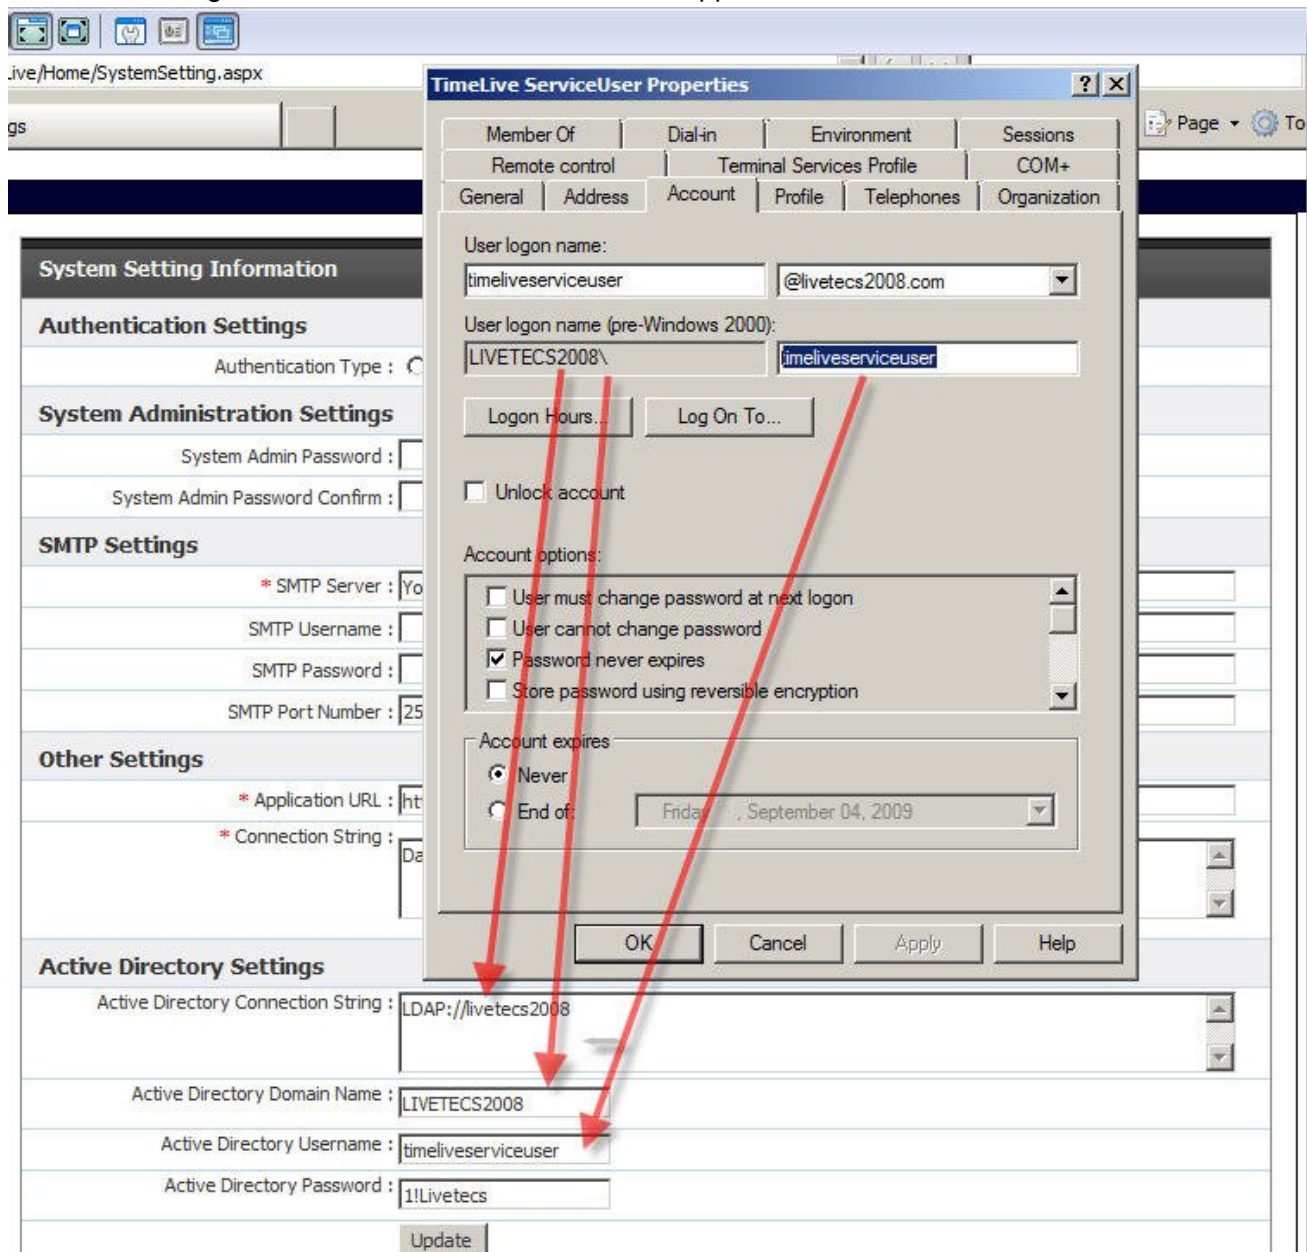 ive/Home/SystemSetting.aspx
TimeLive ServiceUser Properties
gs
Page
To
Member Of Dial-in Environment Sessions
Remote control Terminal Services Profile COM+
General Address Account Profile Telephones Organization
User logon name:
timeliveserviceuser @livetecs2008.com
User logon name (pre-Windows 2000):
LIVETECS2008\ timeliveserviceuser
Logon Hours... Log On To...
Unlock account
Account options:
User must change password at next logon
User cannot change password
Password never expires
Store password using reversible encryption
Account expires
Never
End of: Friday , September 04, 2009
OK Cancel Apply Help
System Setting Information
Authentication Settings
Authentication Type :
System Administration Settings
System Admin Password :
System Admin Password Confirm :
SMTP Settings
* SMTP Server : Yo
SMTP Username :
SMTP Password :
SMTP Port Number : 25
Other Settings
* Application URL : htt
* Connection String : Da
Active Directory Settings
Active Directory Connection String : LDAP://livetecs2008
Active Directory Domain Name : LIVETECS2008
Active Directory Username : timeliveserviceuser
Active Directory Password : 1!Livetecs
Update